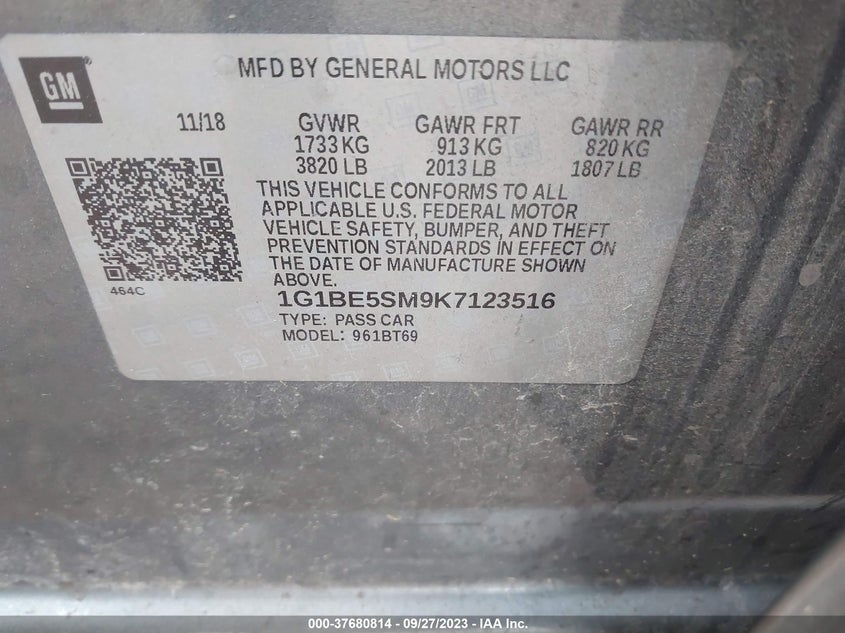 GM
MFD BY GENERAL MOTORS LLC
11/18 GVWR GAWR FRT GAWR RR
1733 KG 913 KG 820 KG
3820 LB 2013 LB 1807 LB
THIS VEHICLE CONFORMS TO ALL
APPLICABLE U.S. FEDERAL MOTOR
VEHICLE SAFETY, BUMPER, AND THEFT
PREVENTION STANDARDS IN EFFECT ON
THE DATE OF MANUFACTURE SHOWN
ABOVE.
464C
1G1BE5SM9K7123516
TYPE: PASS CAR
MODEL: 961BT69
000-37680814 - 09/27/2023 - IAA Inc.